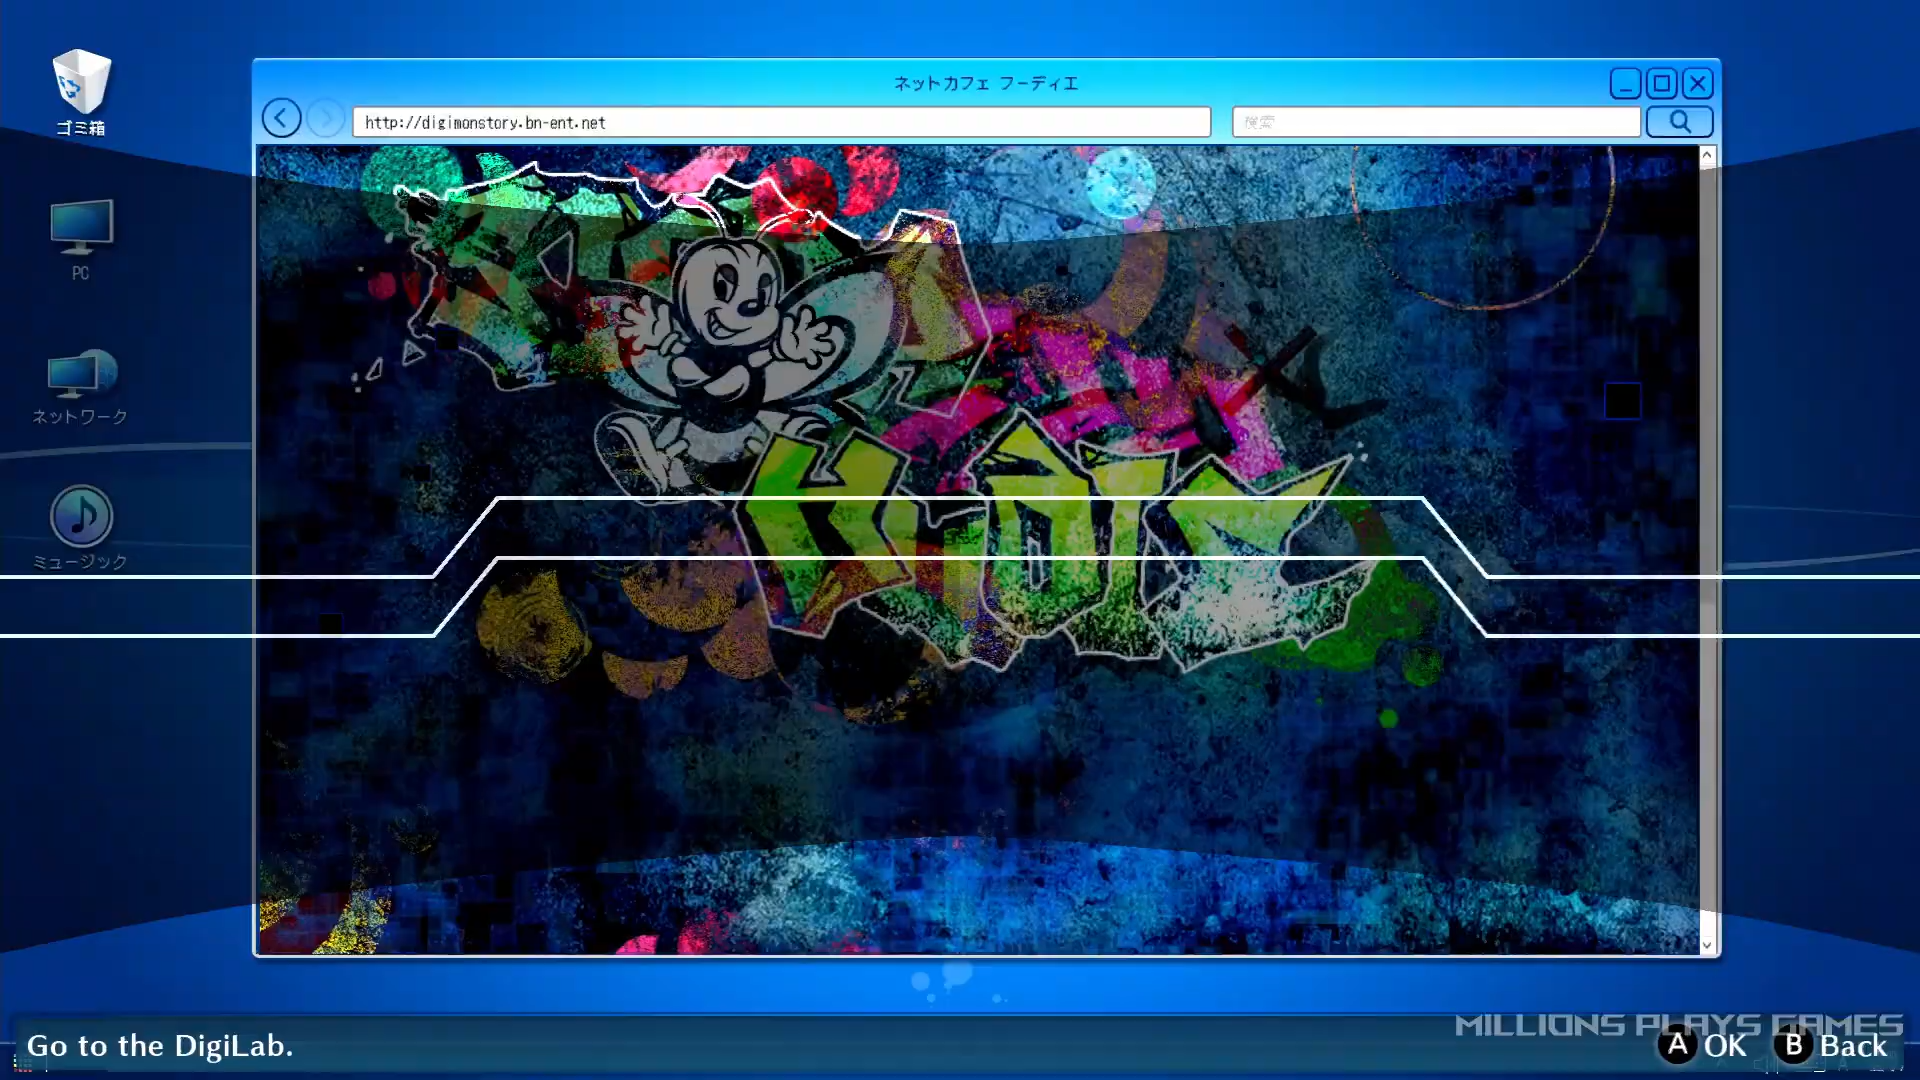 ゴミ箱
PC
ネットワーク
ミュージック
ネットカフェ フーディエ
http://digimonstory.bn-ent.net
検索
Go to the DigiLab.
MILLIONS PLAYS GAMES
A OK B Back